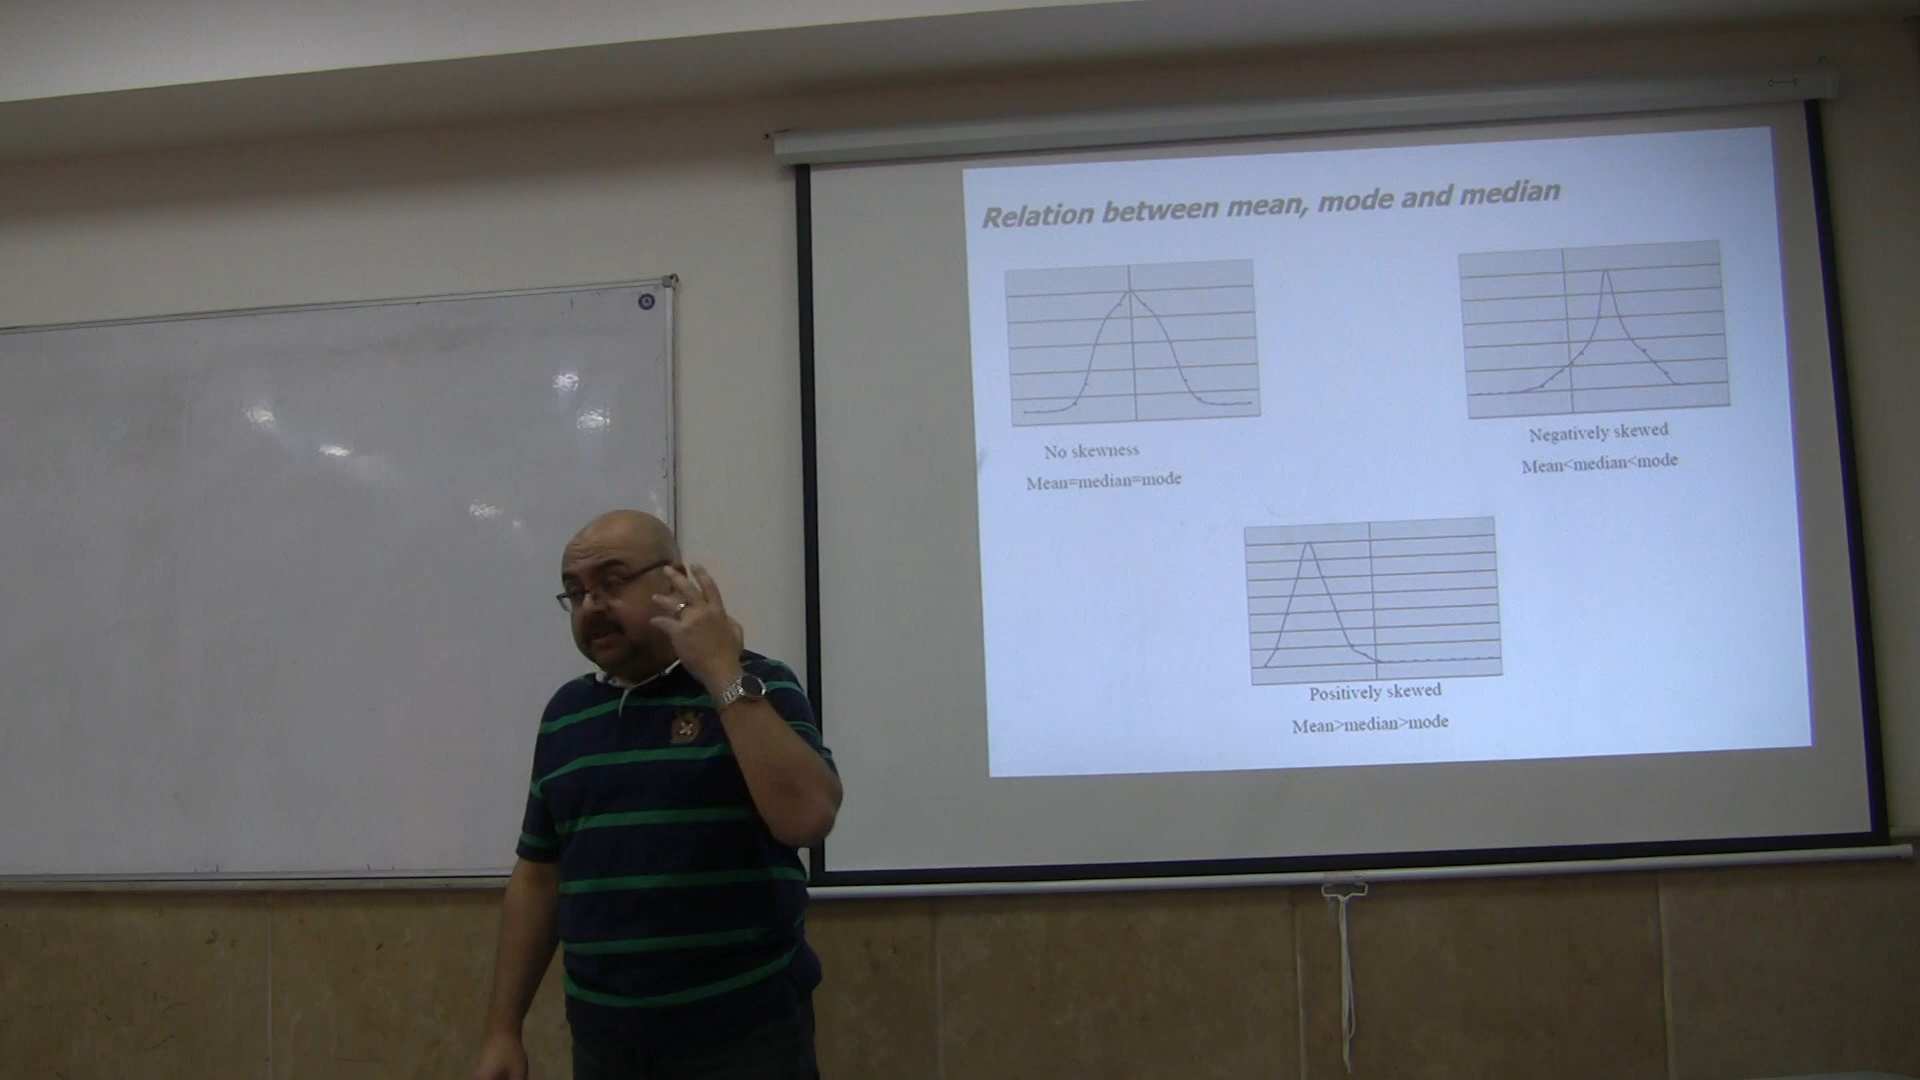 Relation between mean, mode and median
No skewness
Mean=median=mode
Negatively skewed
Mean<median<mode
Positively skewed
Mean>median>mode